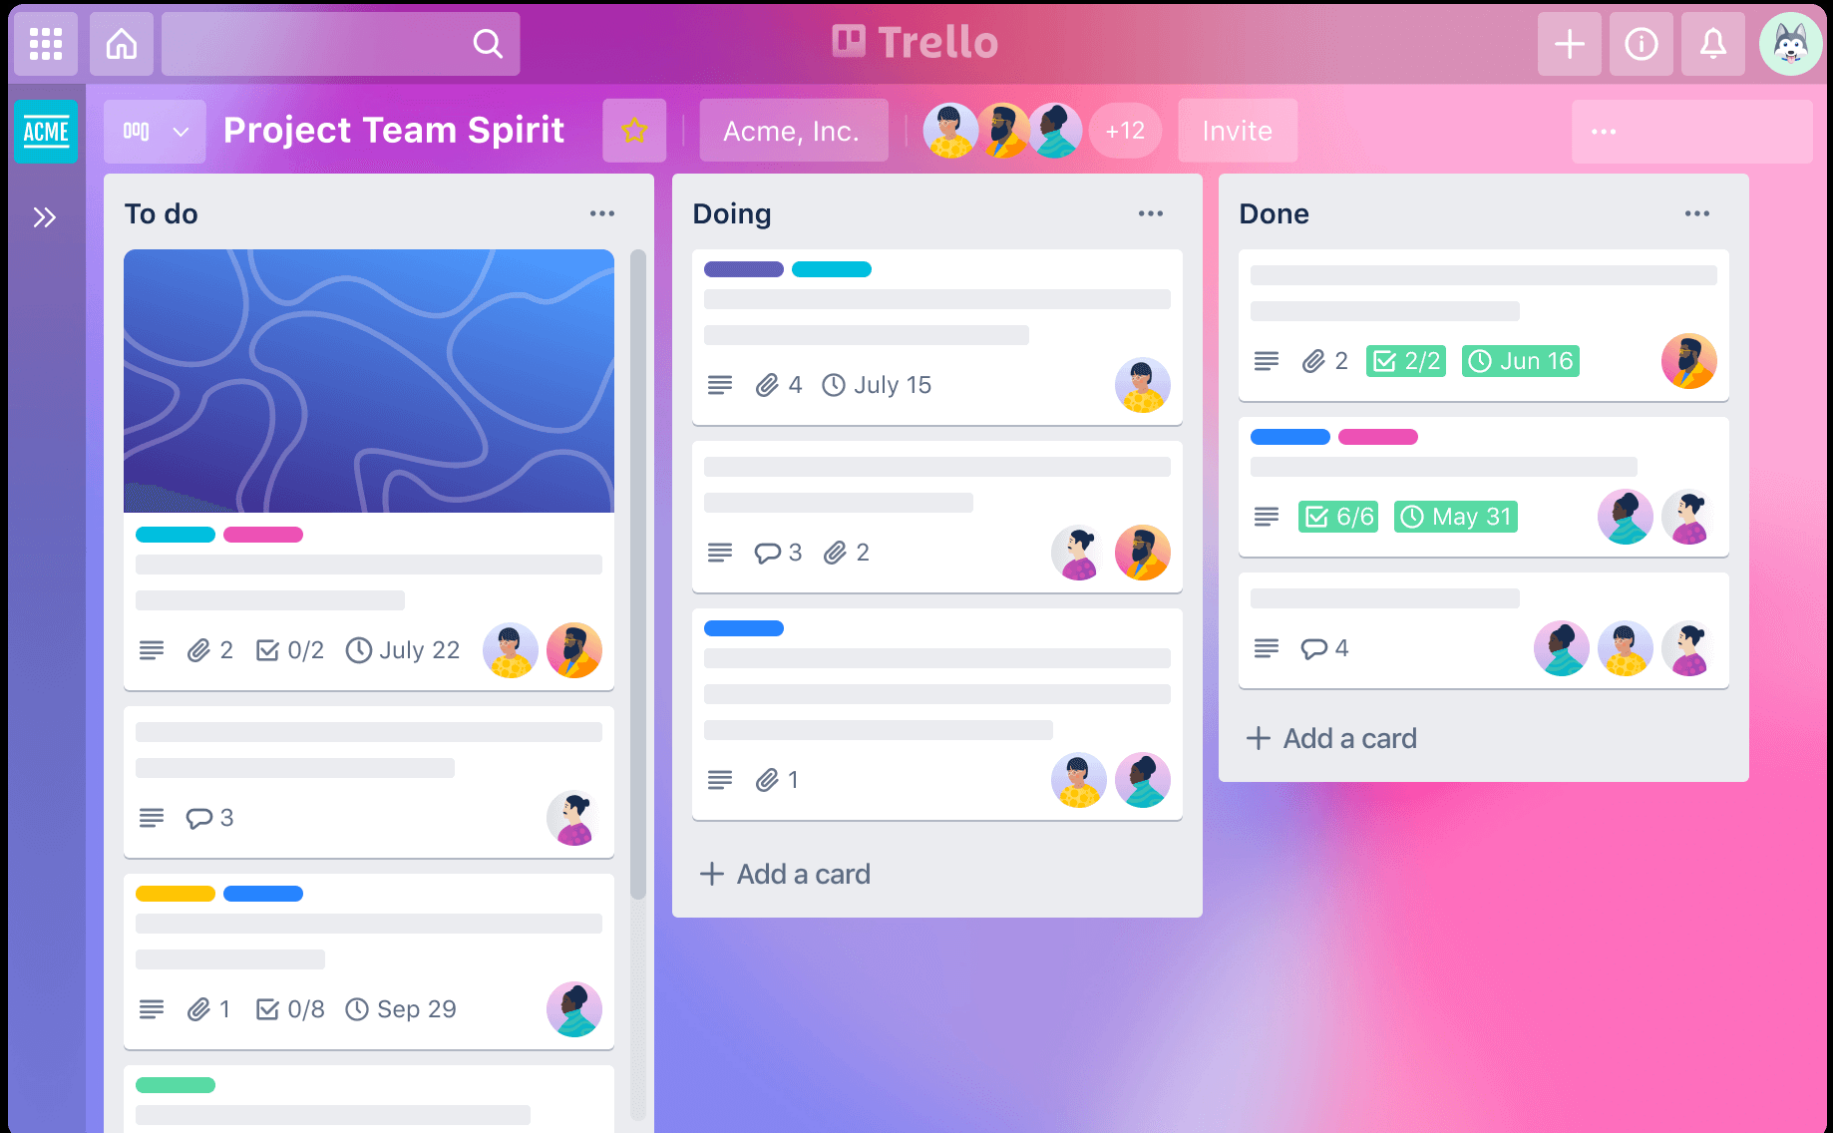 Trello
ACME
Project Team Spirit
Acme, Inc.
+12
Invite
To do
2 0/2 July 22
3
1 0/8 Sep 29
Doing
4 July 15
3 2
1
Add a card
Done
2 2/2 Jun 16
6/6 May 31
4
Add a card